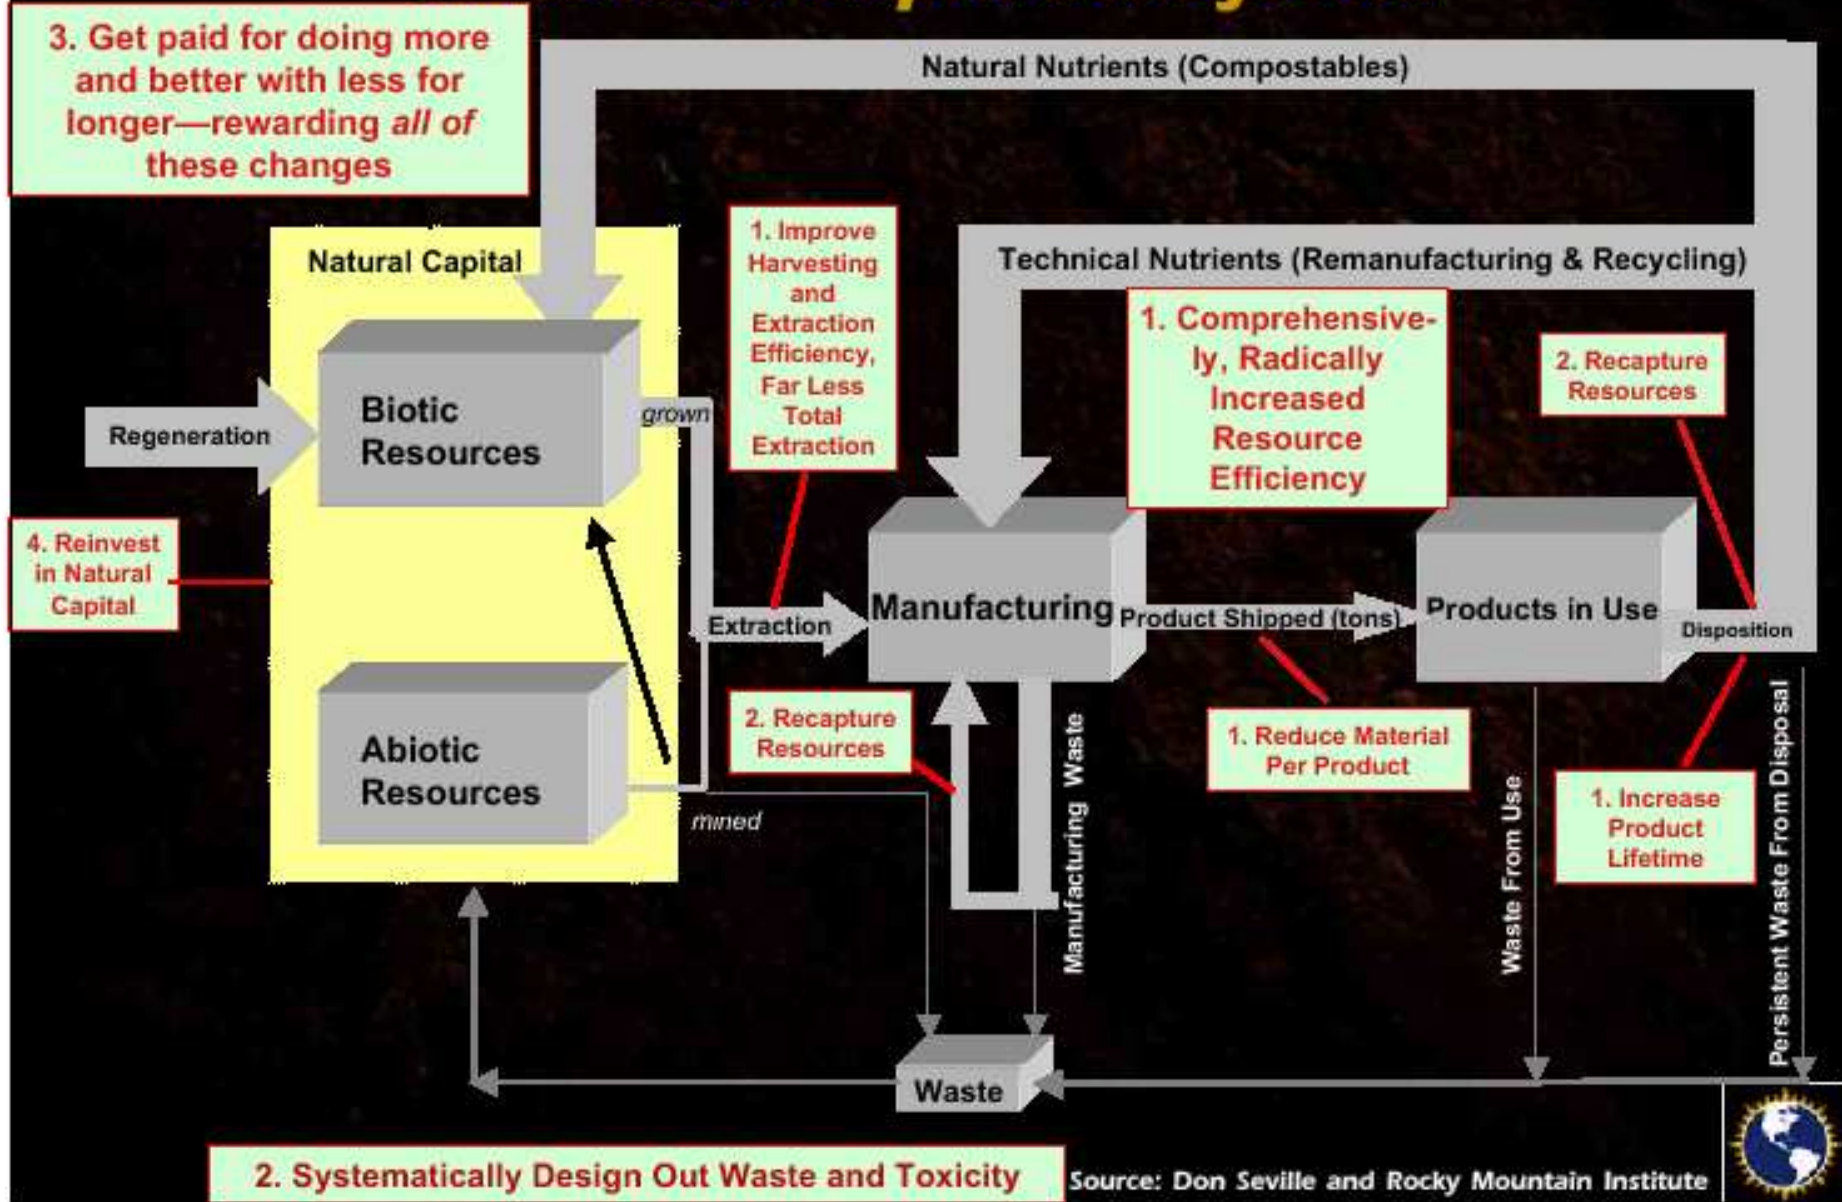 3. Get paid for doing more
and better with less for
longer—rewarding all of
these changes
Natural Nutrients (Compostables)
Natural Capital
1. Improve
Harvesting
and
Extraction
Efficiency,
Far Less
Total
Extraction
Technical Nutrients (Remanufacturing & Recycling)
1. Comprehensive-
ly, Radically
Increased
Resource
Efficiency
2. Recapture
Resources
Regeneration
Biotic
Resources
grown
4. Reinvest
in Natural
Capital
Extraction
Manufacturing
Product Shipped (tons)
Products in Use
Disposition
Abiotic
Resources
mined
2. Recapture
Resources
Manufacturing Waste
1. Reduce Material
Per Product
Waste From Use
1. Increase
Product
Lifetime
Persistent Waste From Disposal
Waste
2. Systematically Design Out Waste and Toxicity
Source: Don Seville and Rocky Mountain Institute